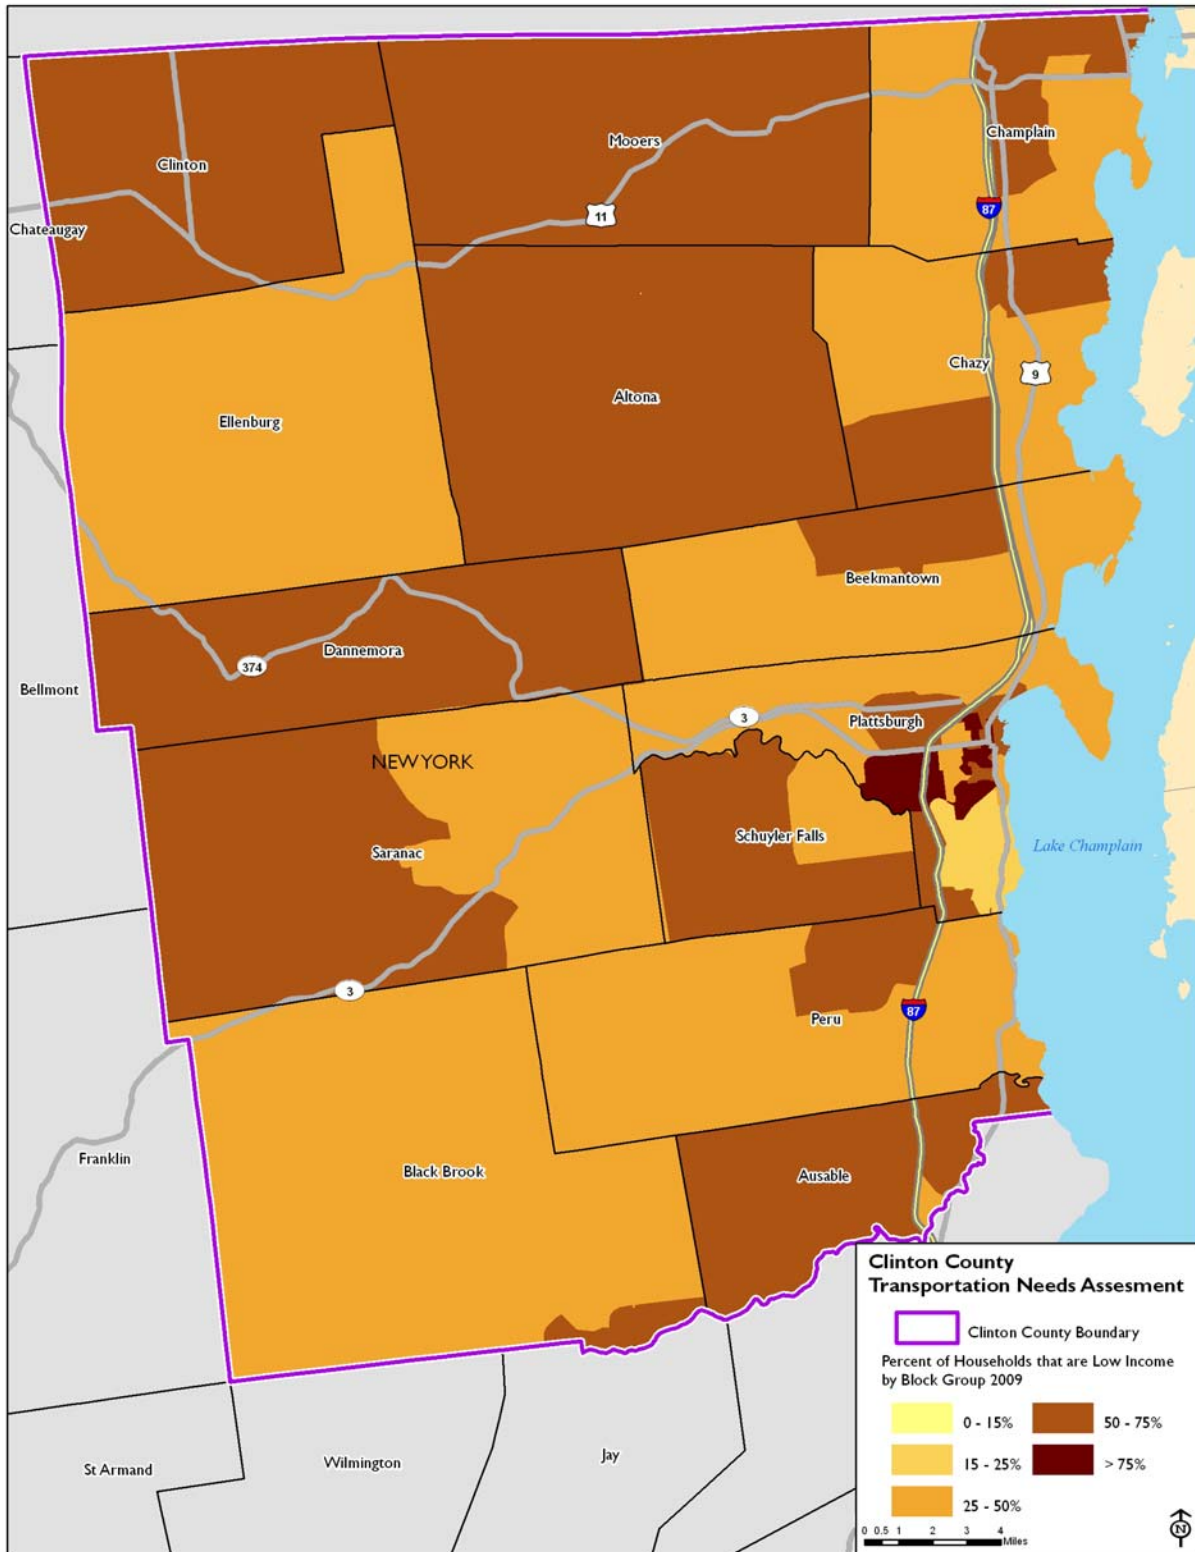 Mooers
Champlain
Clinton
87
11
Chateaugay
Chazy
9
Altona
Ellenburg
Beekmantown
Dannemora
374
Bellmont
3
Plattsburgh
NEW YORK
Schuyler Falls
Lake Champlain
Saranac
3
87
Peru
Franklin
Black Brook
Ausable
Clinton County
Transportation Needs Assesment
Clinton County Boundary
Percent of Households that are Low Income
by Block Group 2009
0 - 15%
50 - 75%
15 - 25%
> 75%
25 - 50%
0 0.5 1 2 3 4
Miles
N
St Armand
Wilmington
Jay